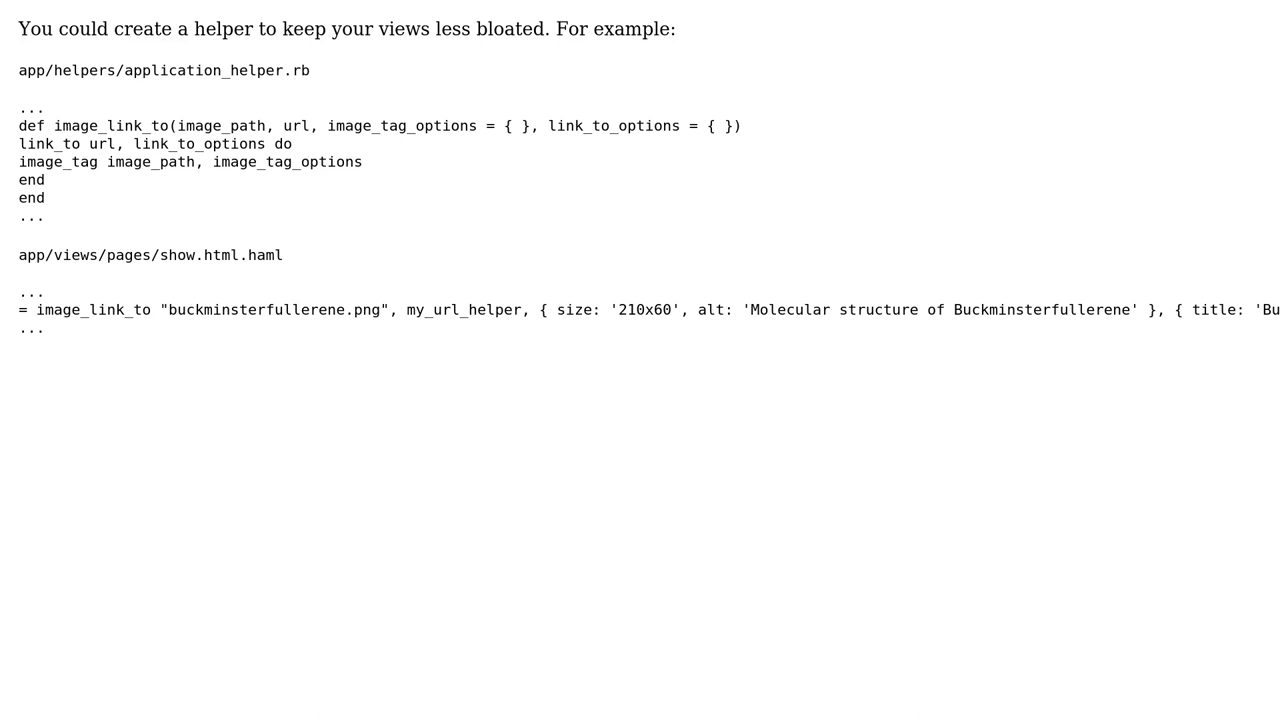 You could create a helper to keep your views less bloated. For example:
app/helpers/application_helper.rb
...
def image_link_to(image_path, url, image_tag_options = { }, link_to_options = { })
link_to url, link_to_options do
image_tag image_path, image_tag_options
end
end
...
app/views/pages/show.html.haml
...
= image_link_to "buckminsterfullerene.png", my_url_helper, { size: '210x60', alt: 'Molecular structure of Buckminsterfullerene' }, { title: 'Bu
...